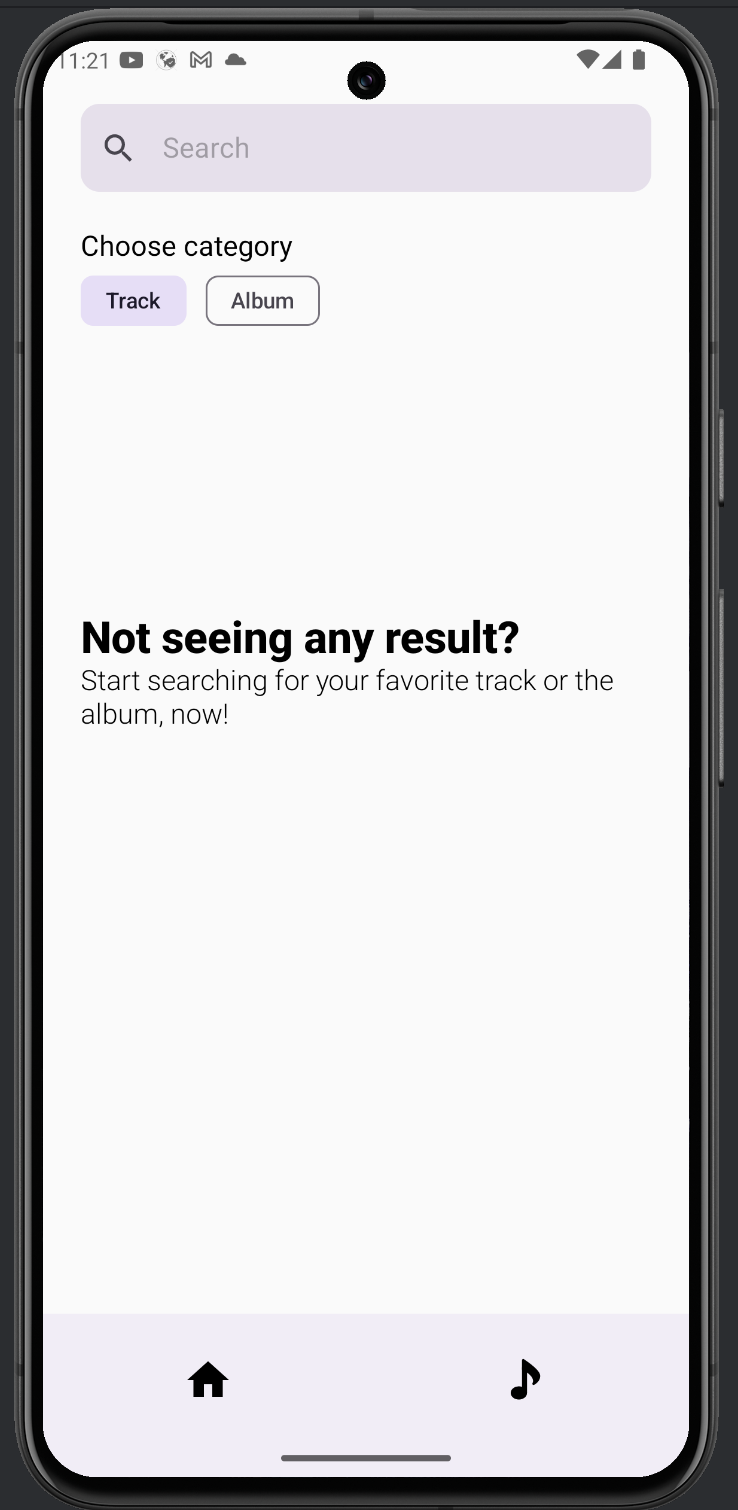 11:21
Search
Choose category
Track Album
Not seeing any result?
Start searching for your favorite track or the
album, now!